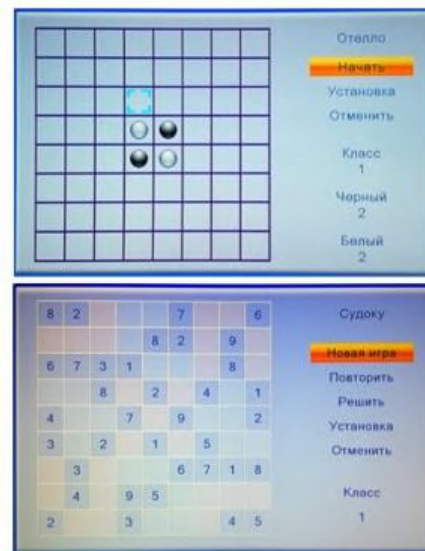 Отелло
Начать
Установка
Отменить
Класс
1
Черный
2
Белый
2
8 2 7 6
8 2 9
6 7 3 1 8
8 2 4 1
4 7 9 2
3 2 1 5
3 6 7 1 8
4 9 5
2 3 4 5
Судоку
Новая игра
Повторить
Решить
Установка
Отменить
Класс
1